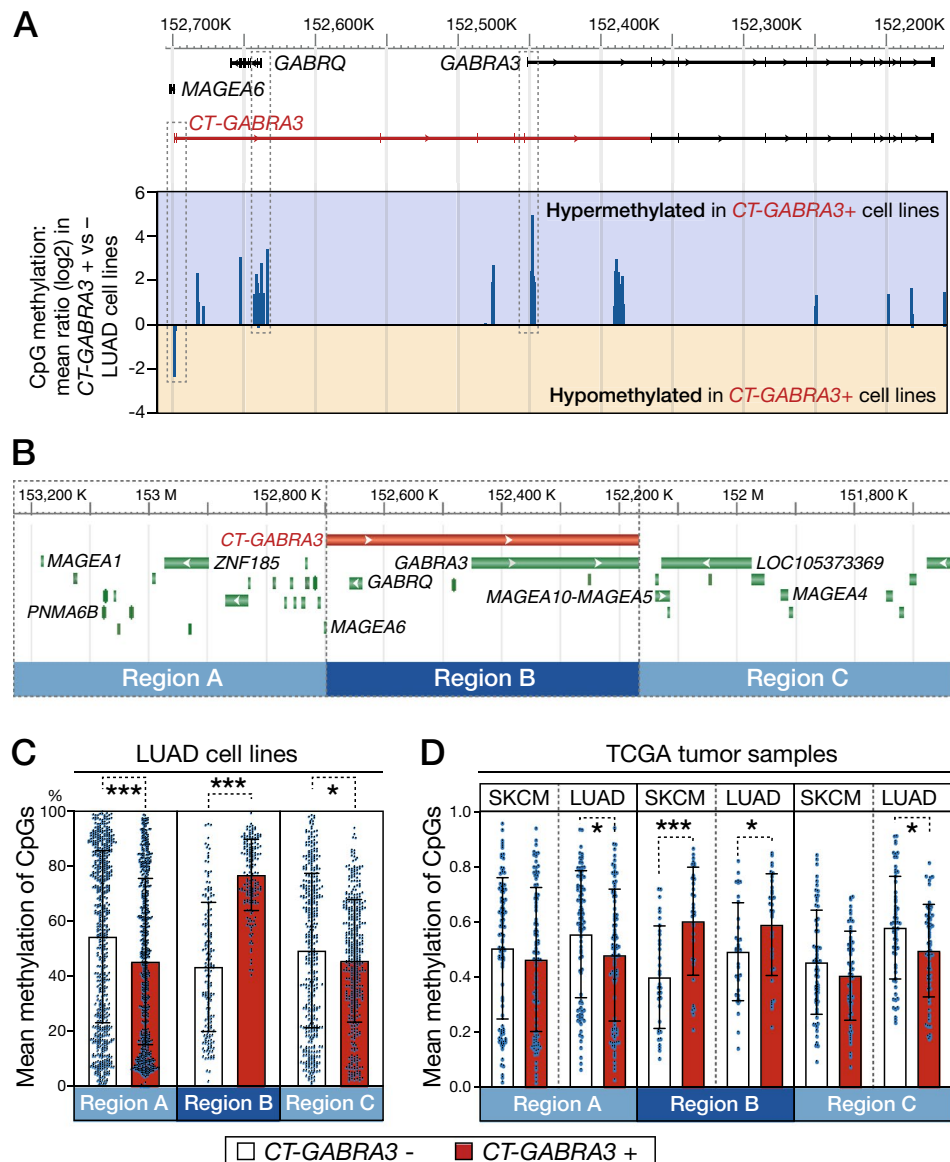 A
152,700K 152,600K 152,500K 152,400K 152,300K 152,200K
GABRQ GABRA3
MAGEA6
CT-GABRA3
CpG methylation:
mean ratio (log2) in
CT-GABRA3 + vs –
LUAD cell lines
6
4
2
0
-2
-4
Hypermethylated in CT-GABRA3+ cell lines
Hypomethylated in CT-GABRA3+ cell lines
B
153,200 K 153 M 152,800 K 152,600 K 152,400 K 152,200 K 152 M 151,800 K
CT-GABRA3
MAGEA1 ZNF185 GABRA3 LOC105373369
GABRQ
PNMA6B MAGEA10-MAGEA5 MAGEA4
MAGEA6
Region A Region B Region C
C
LUAD cell lines
*** *** *
%
Mean methylation of CpGs
100
80
60
40
20
0
Region A Region B Region C
D
TCGA tumor samples
SKCM LUAD SKCM LUAD SKCM LUAD
* *** * *
Mean methylation of CpGs
1.0
0.8
0.6
0.4
0.2
0.0
Region A Region B Region C
CT-GABRA3 - CT-GABRA3 +